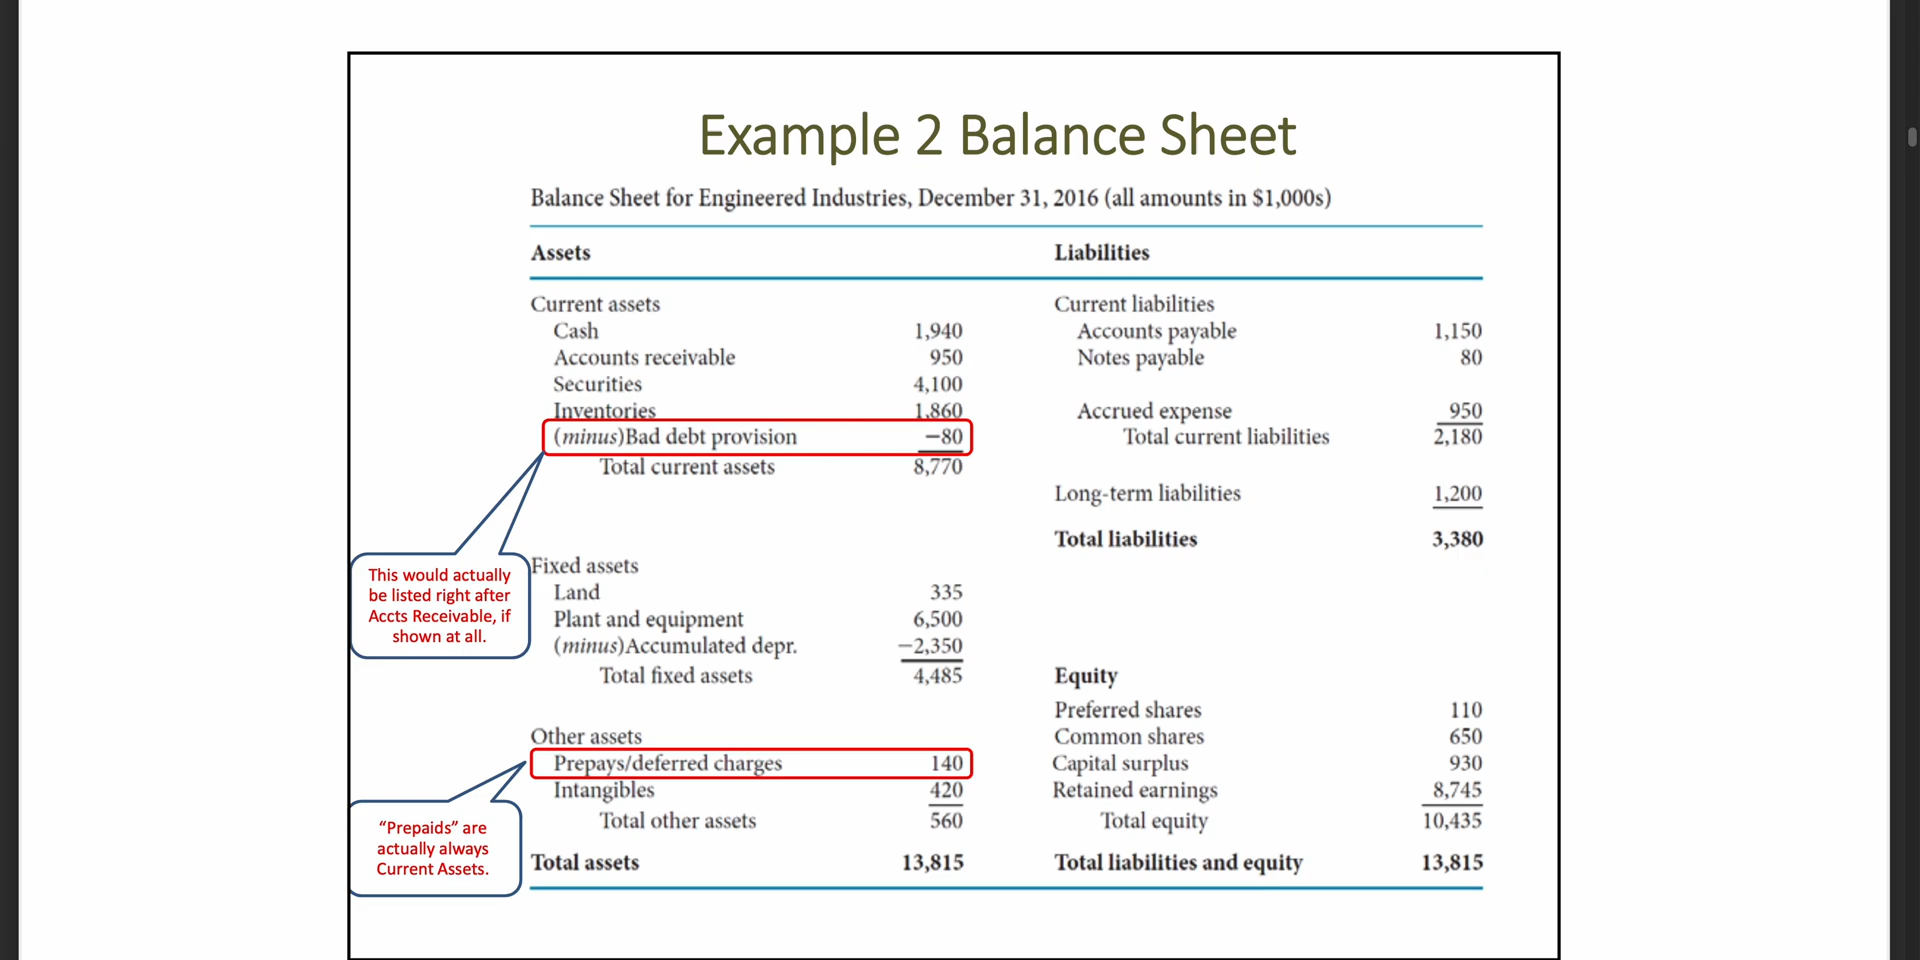 Example 2 Balance Sheet
Balance Sheet for Engineered Industries, December 31, 2016 (all amounts in $1,000s)
Assets Liabilities
Current assets Current liabilities
Cash 1,940 Accounts payable 1,150
Accounts receivable 950 Notes payable 80
Securities 4,100
Inventories 1,860 Accrued expense 950
(minus)Bad debt provision −80 Total current liabilities 2,180
Total current assets 8,770
Long-term liabilities 1,200
Total liabilities 3,380
This would actually
be listed right after
Accts Receivable, if
shown at all.
Fixed assets
Land 335
Plant and equipment 6,500
(minus)Accumulated depr. −2,350
Total fixed assets 4,485 Equity
Preferred shares 110
Other assets Common shares 650
Prepays/deferred charges 140 Capital surplus 930
Intangibles 420 Retained earnings 8,745
Total other assets 560 Total equity 10,435
“Prepaids” are
actually always
Current Assets.
Total assets 13,815 Total liabilities and equity 13,815